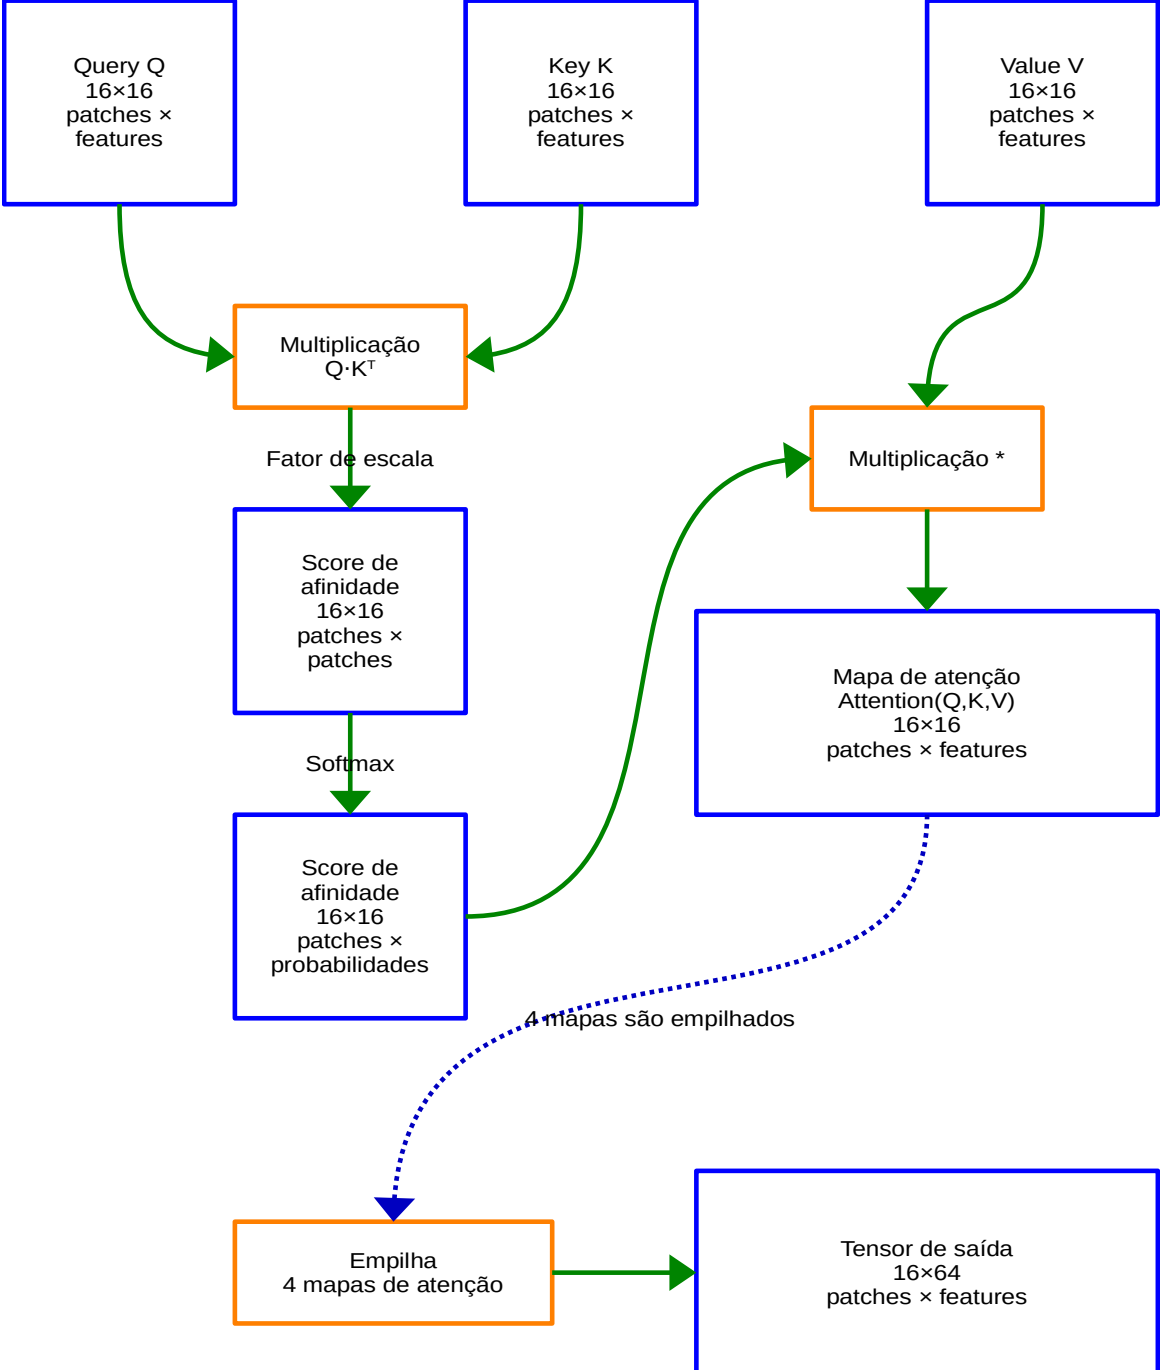 Query Q
16×16
patches ×
features
Key K
16×16
patches ×
features
Value V
16×16
patches ×
features
Multiplicação
Q·Kᵀ
Fator de escala
Multiplicação *
Score de
afinidade
16×16
patches ×
patches
Mapa de atenção
Attention(Q,K,V)
16×16
patches × features
Softmax
Score de
afinidade
16×16
patches ×
probabilidades
4 mapas são empilhados
Empilha
4 mapas de atenção
Tensor de saída
16×64
patches × features